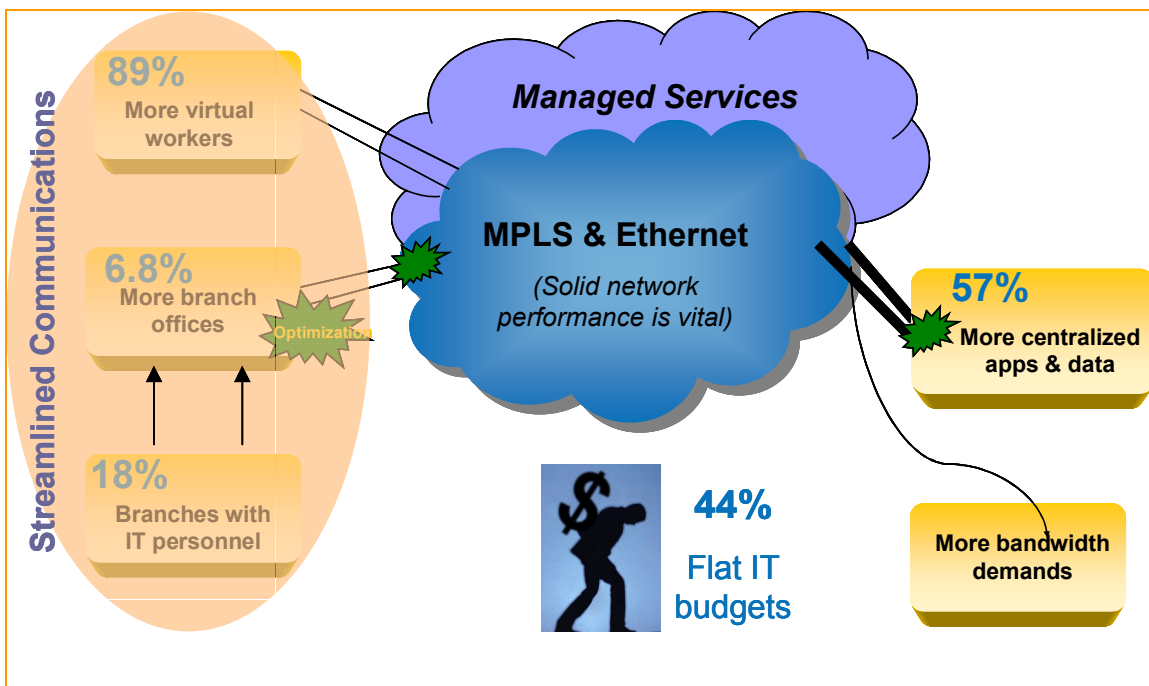 Streamlined Communications
89%
More virtual
workers
6.8%
More branch
offices
Optimization
18%
Branches with
IT personnel
Managed Services
MPLS & Ethernet
(Solid network
performance is vital)
$
44%
Flat IT
budgets
57%
More centralized
apps & data
More bandwidth
demands